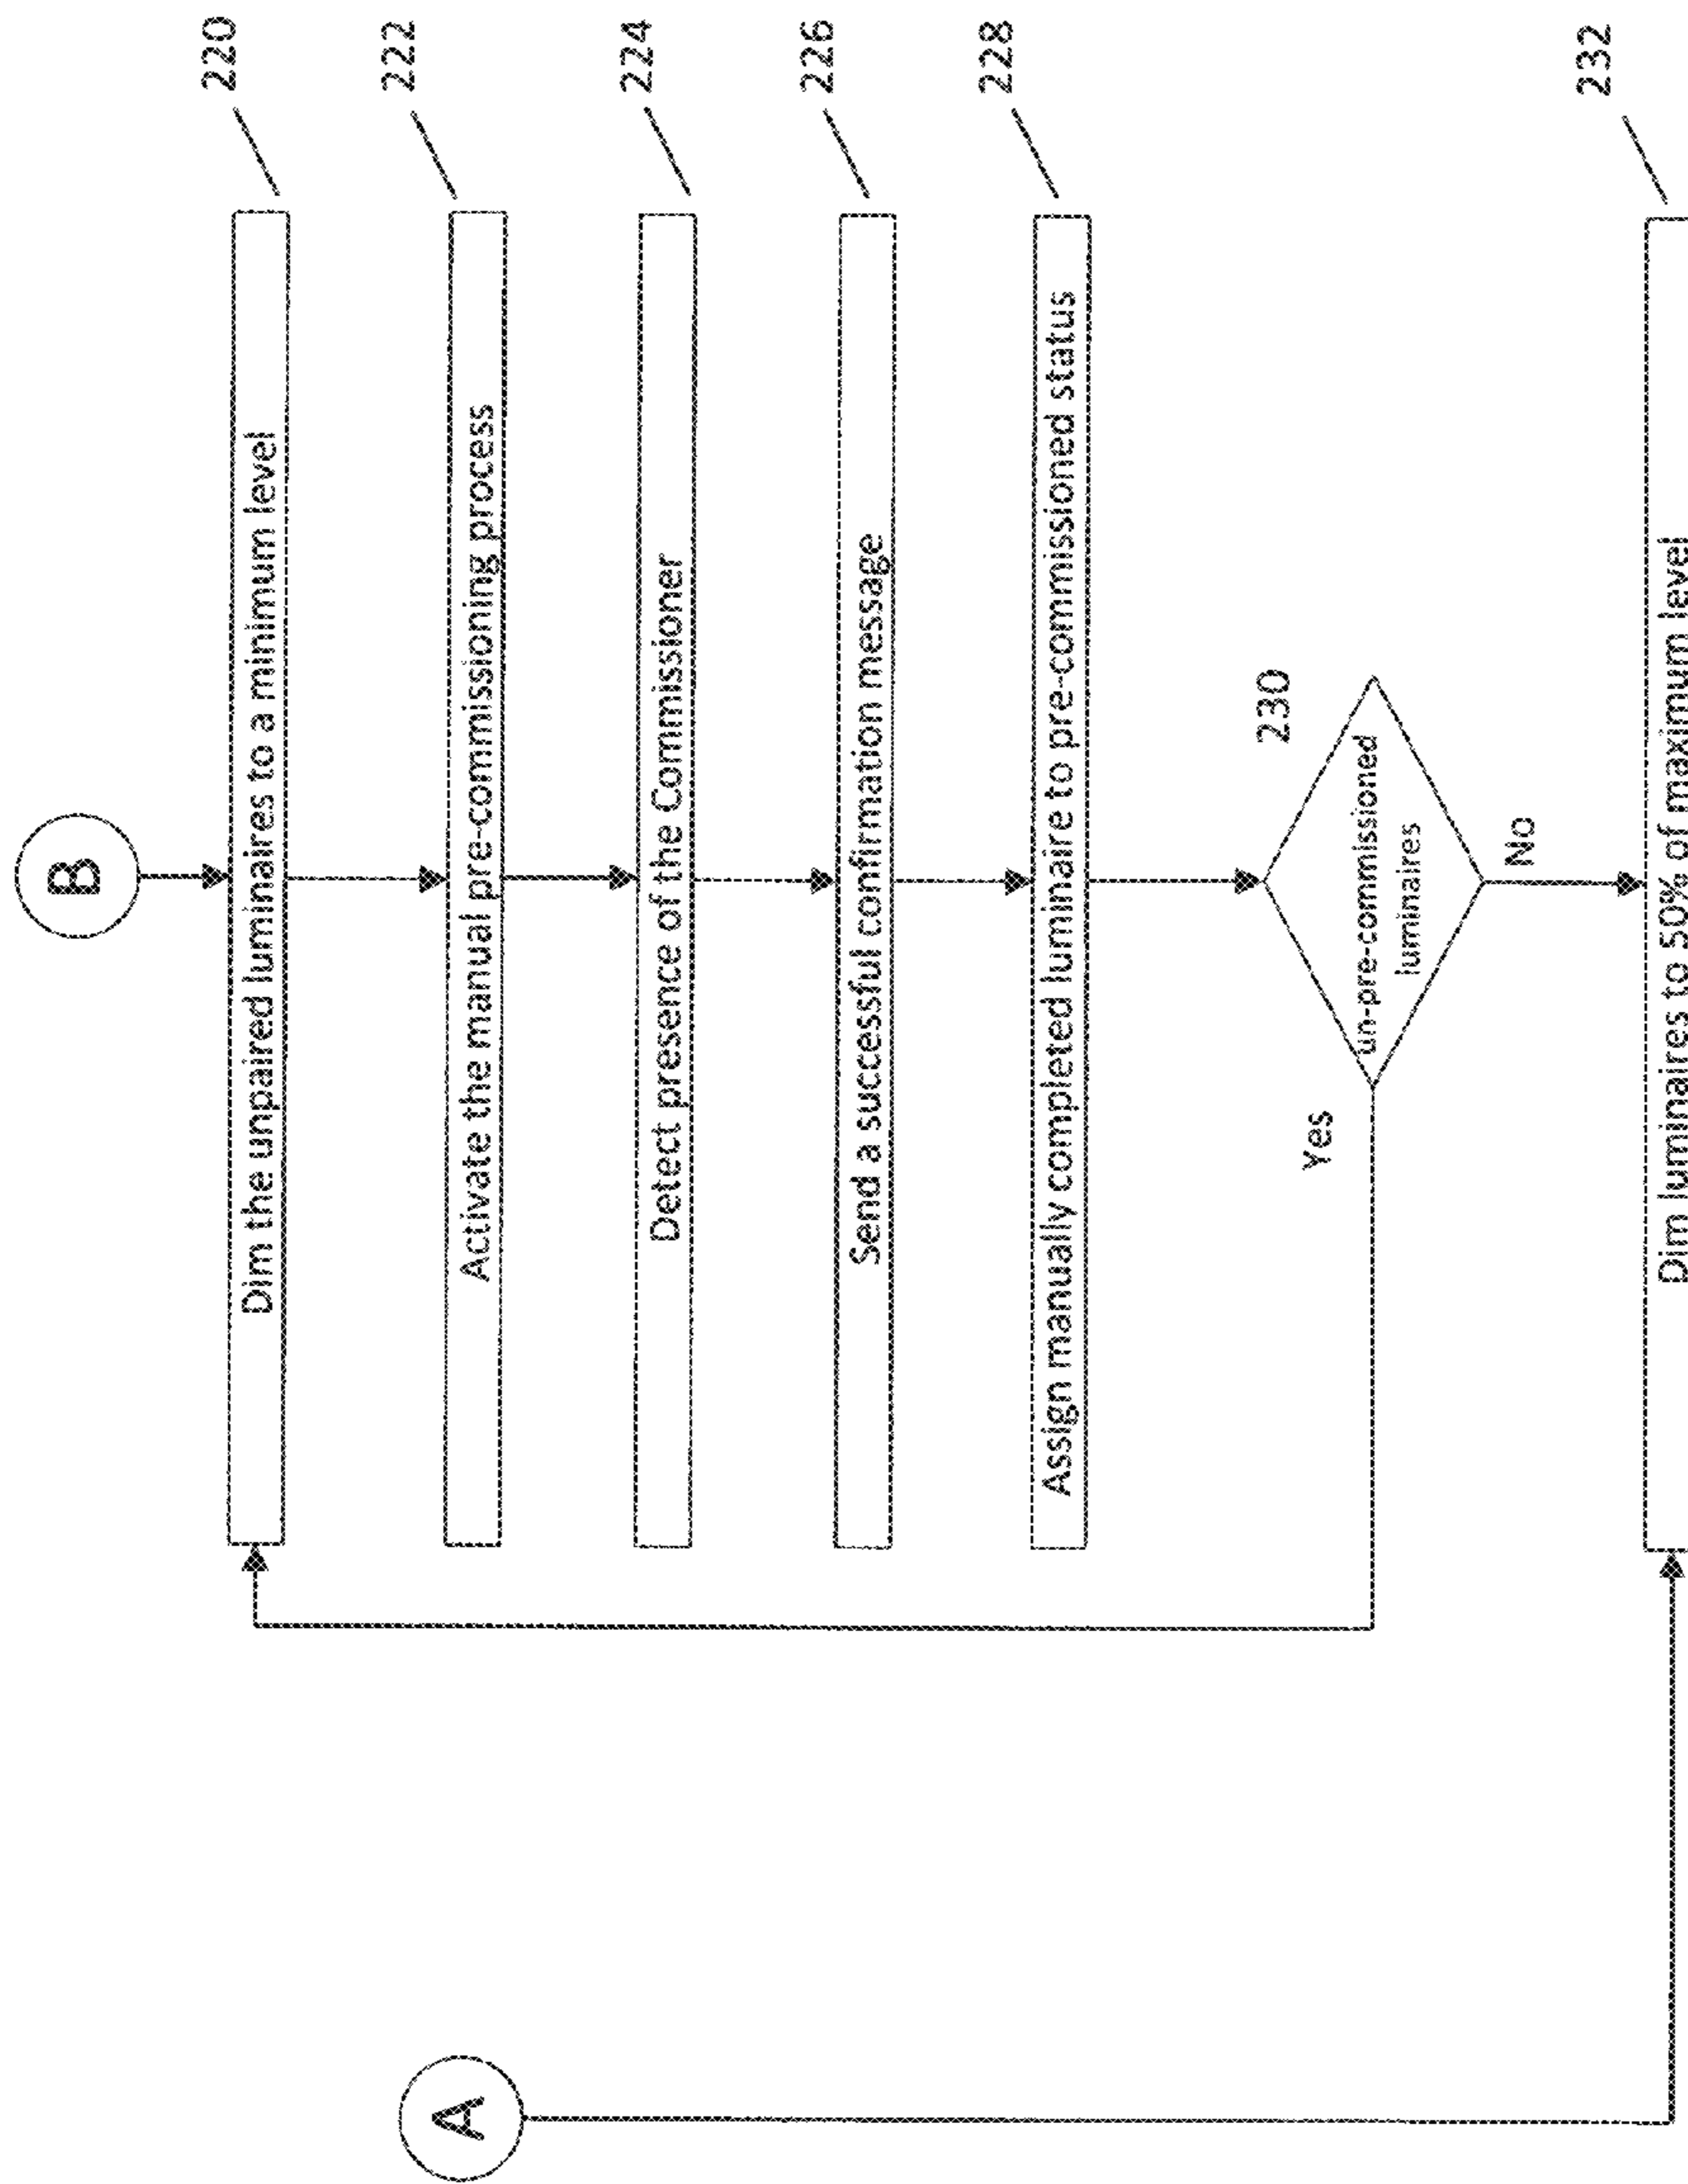 B
220
Dim the unpaired luminaires to a minimum level
222
Activate the manual pre-commissioning process
224
Detect presence of the Commissioner
226
Send a successful confirmation message
228
Assign manually completed luminaire to pre-commissioned status
230
un-pre-commissioned
luminaires
Yes
No
A
232
Dim luminaires to 50% of maximum level